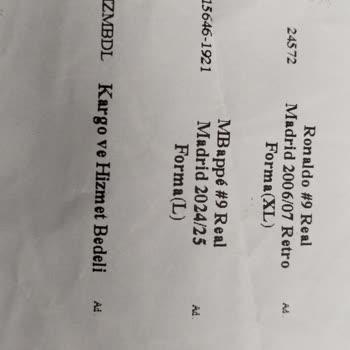 24572 Ronaldo #9 Real
Madrid 2006/07 Retro
Forma(XL) Ad.
15646-1921 MBappé #9 Real
Madrid 2024/25
Forma(L) Ad.
IZMBDL Kargo ve Hizmet Bedeli Ad.